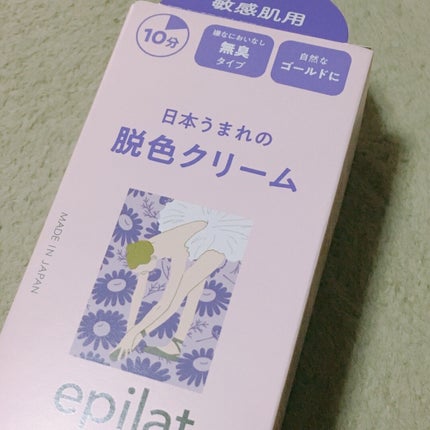 敏感肌用
10分
嫌なにおいなし
無臭
タイプ
自然な
ゴールドに
日本うまれの
脱色クリーム
MADE IN JAPAN
epilat